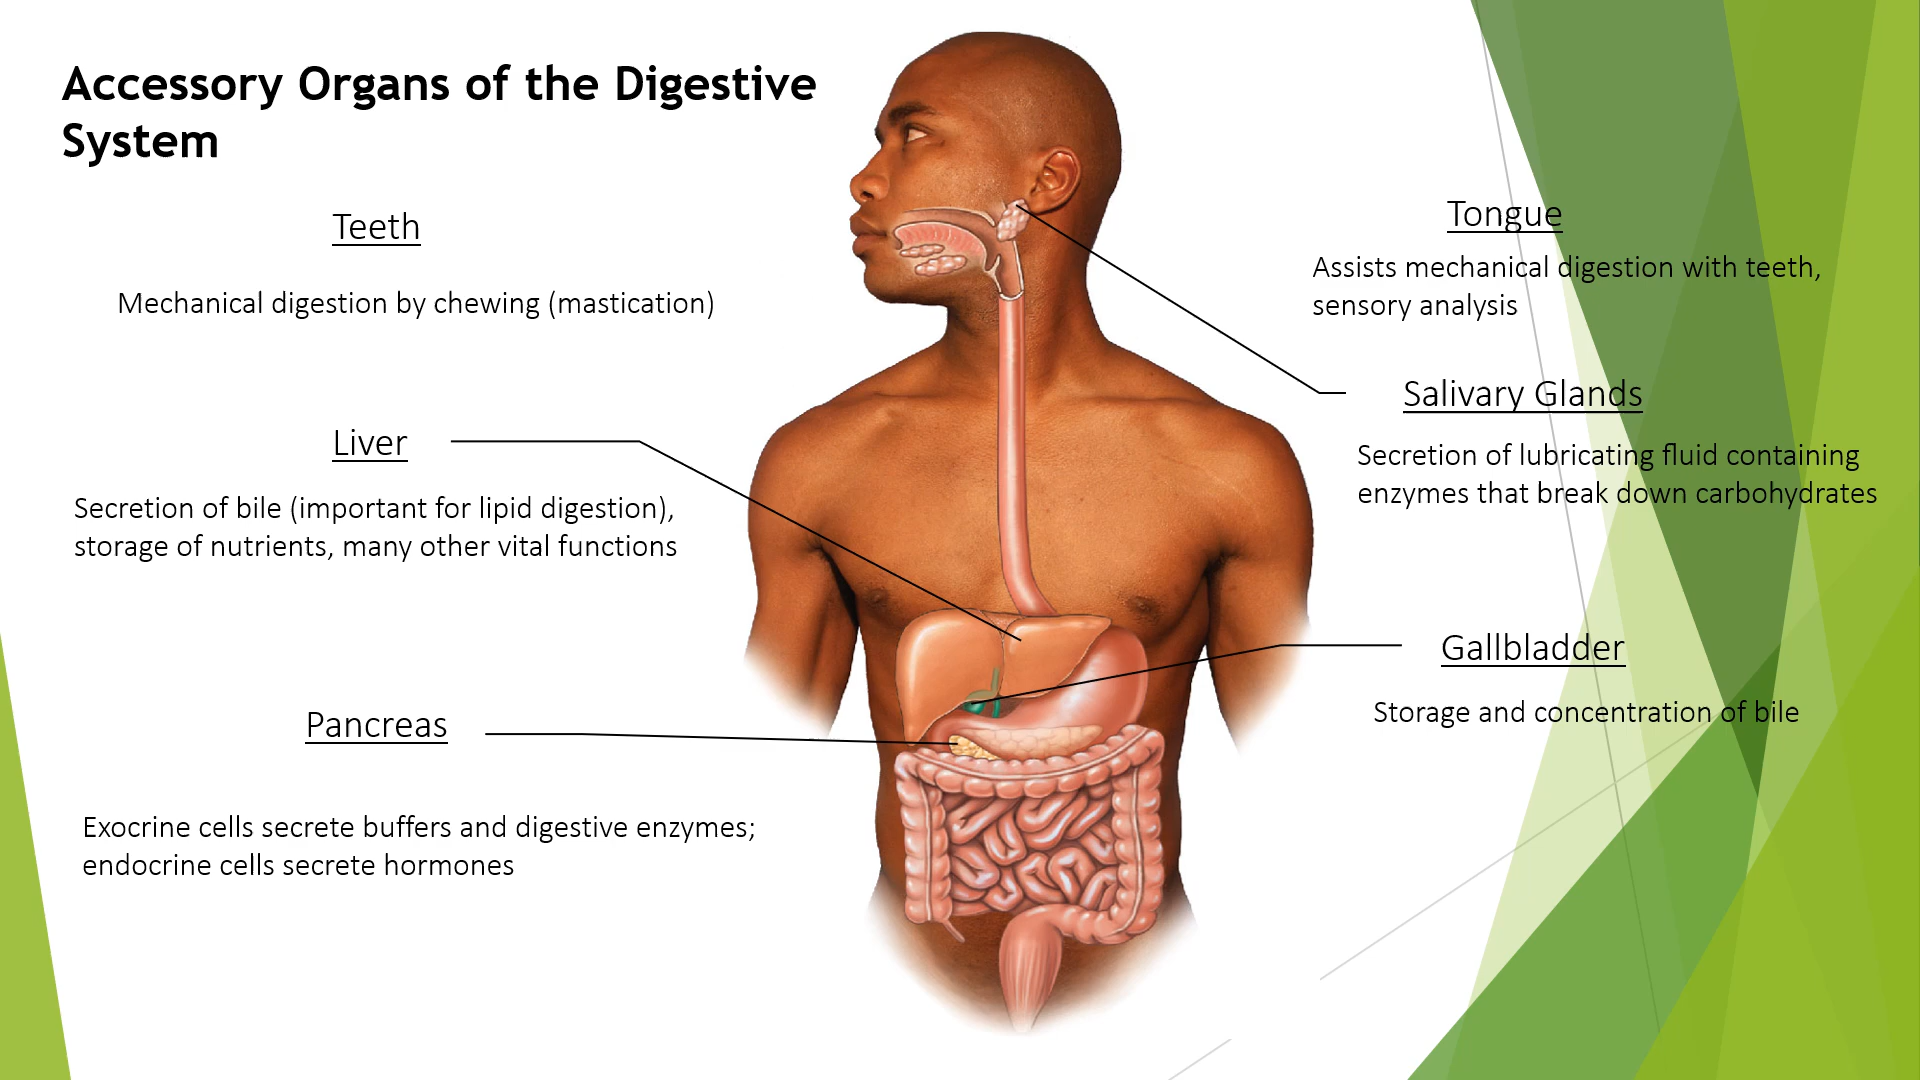 Accessory Organs of the Digestive
System
Teeth
Mechanical digestion by chewing (mastication)
Liver
Secretion of bile (important for lipid digestion),
storage of nutrients, many other vital functions
Pancreas
Exocrine cells secrete buffers and digestive enzymes;
endocrine cells secrete hormones
Tongue
Assists mechanical digestion with teeth,
sensory analysis
Salivary Glands
Secretion of lubricating fluid containing
enzymes that break down carbohydrates
Gallbladder
Storage and concentration of bile